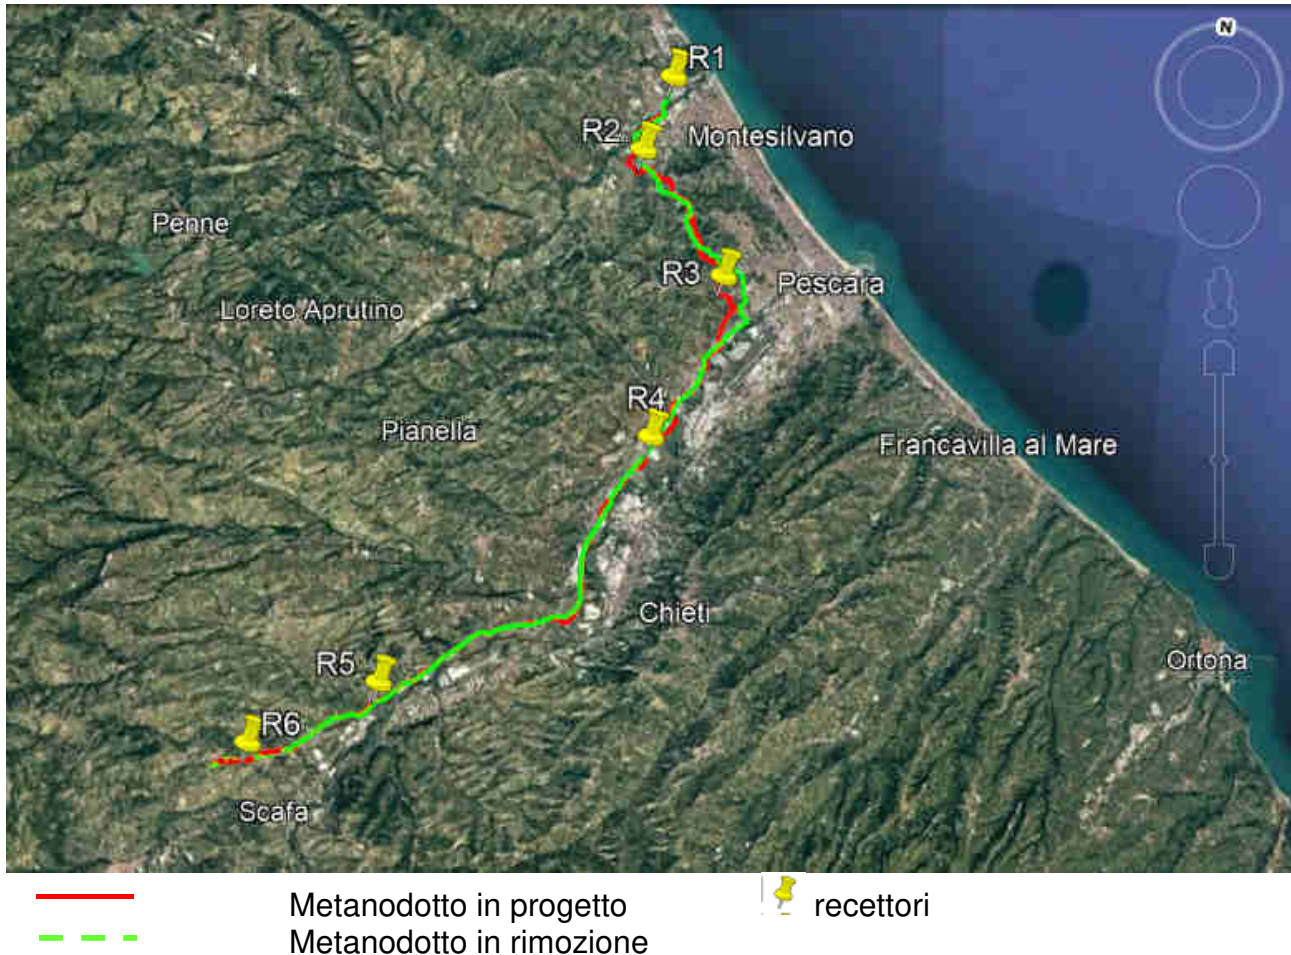 N
R1
R2
Montesilvano
Penne
R3
Pescara
Loreto Aprutino
R4
Pianella
Francavilla al Mare
Chieti
R5
Ortona
R6
Scafa
Metanodotto in progetto
recettori
Metanodotto in rimozione